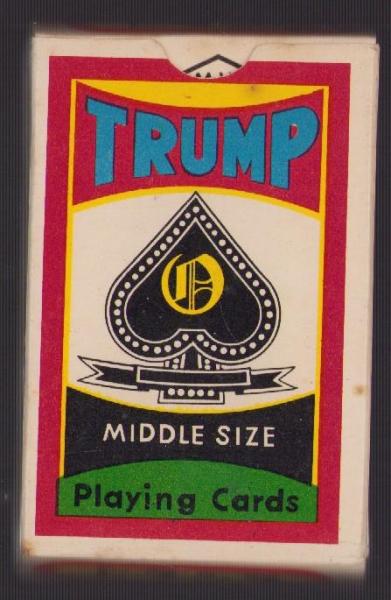 TRUMP
O
MIDDLE SIZE
Playing Cards